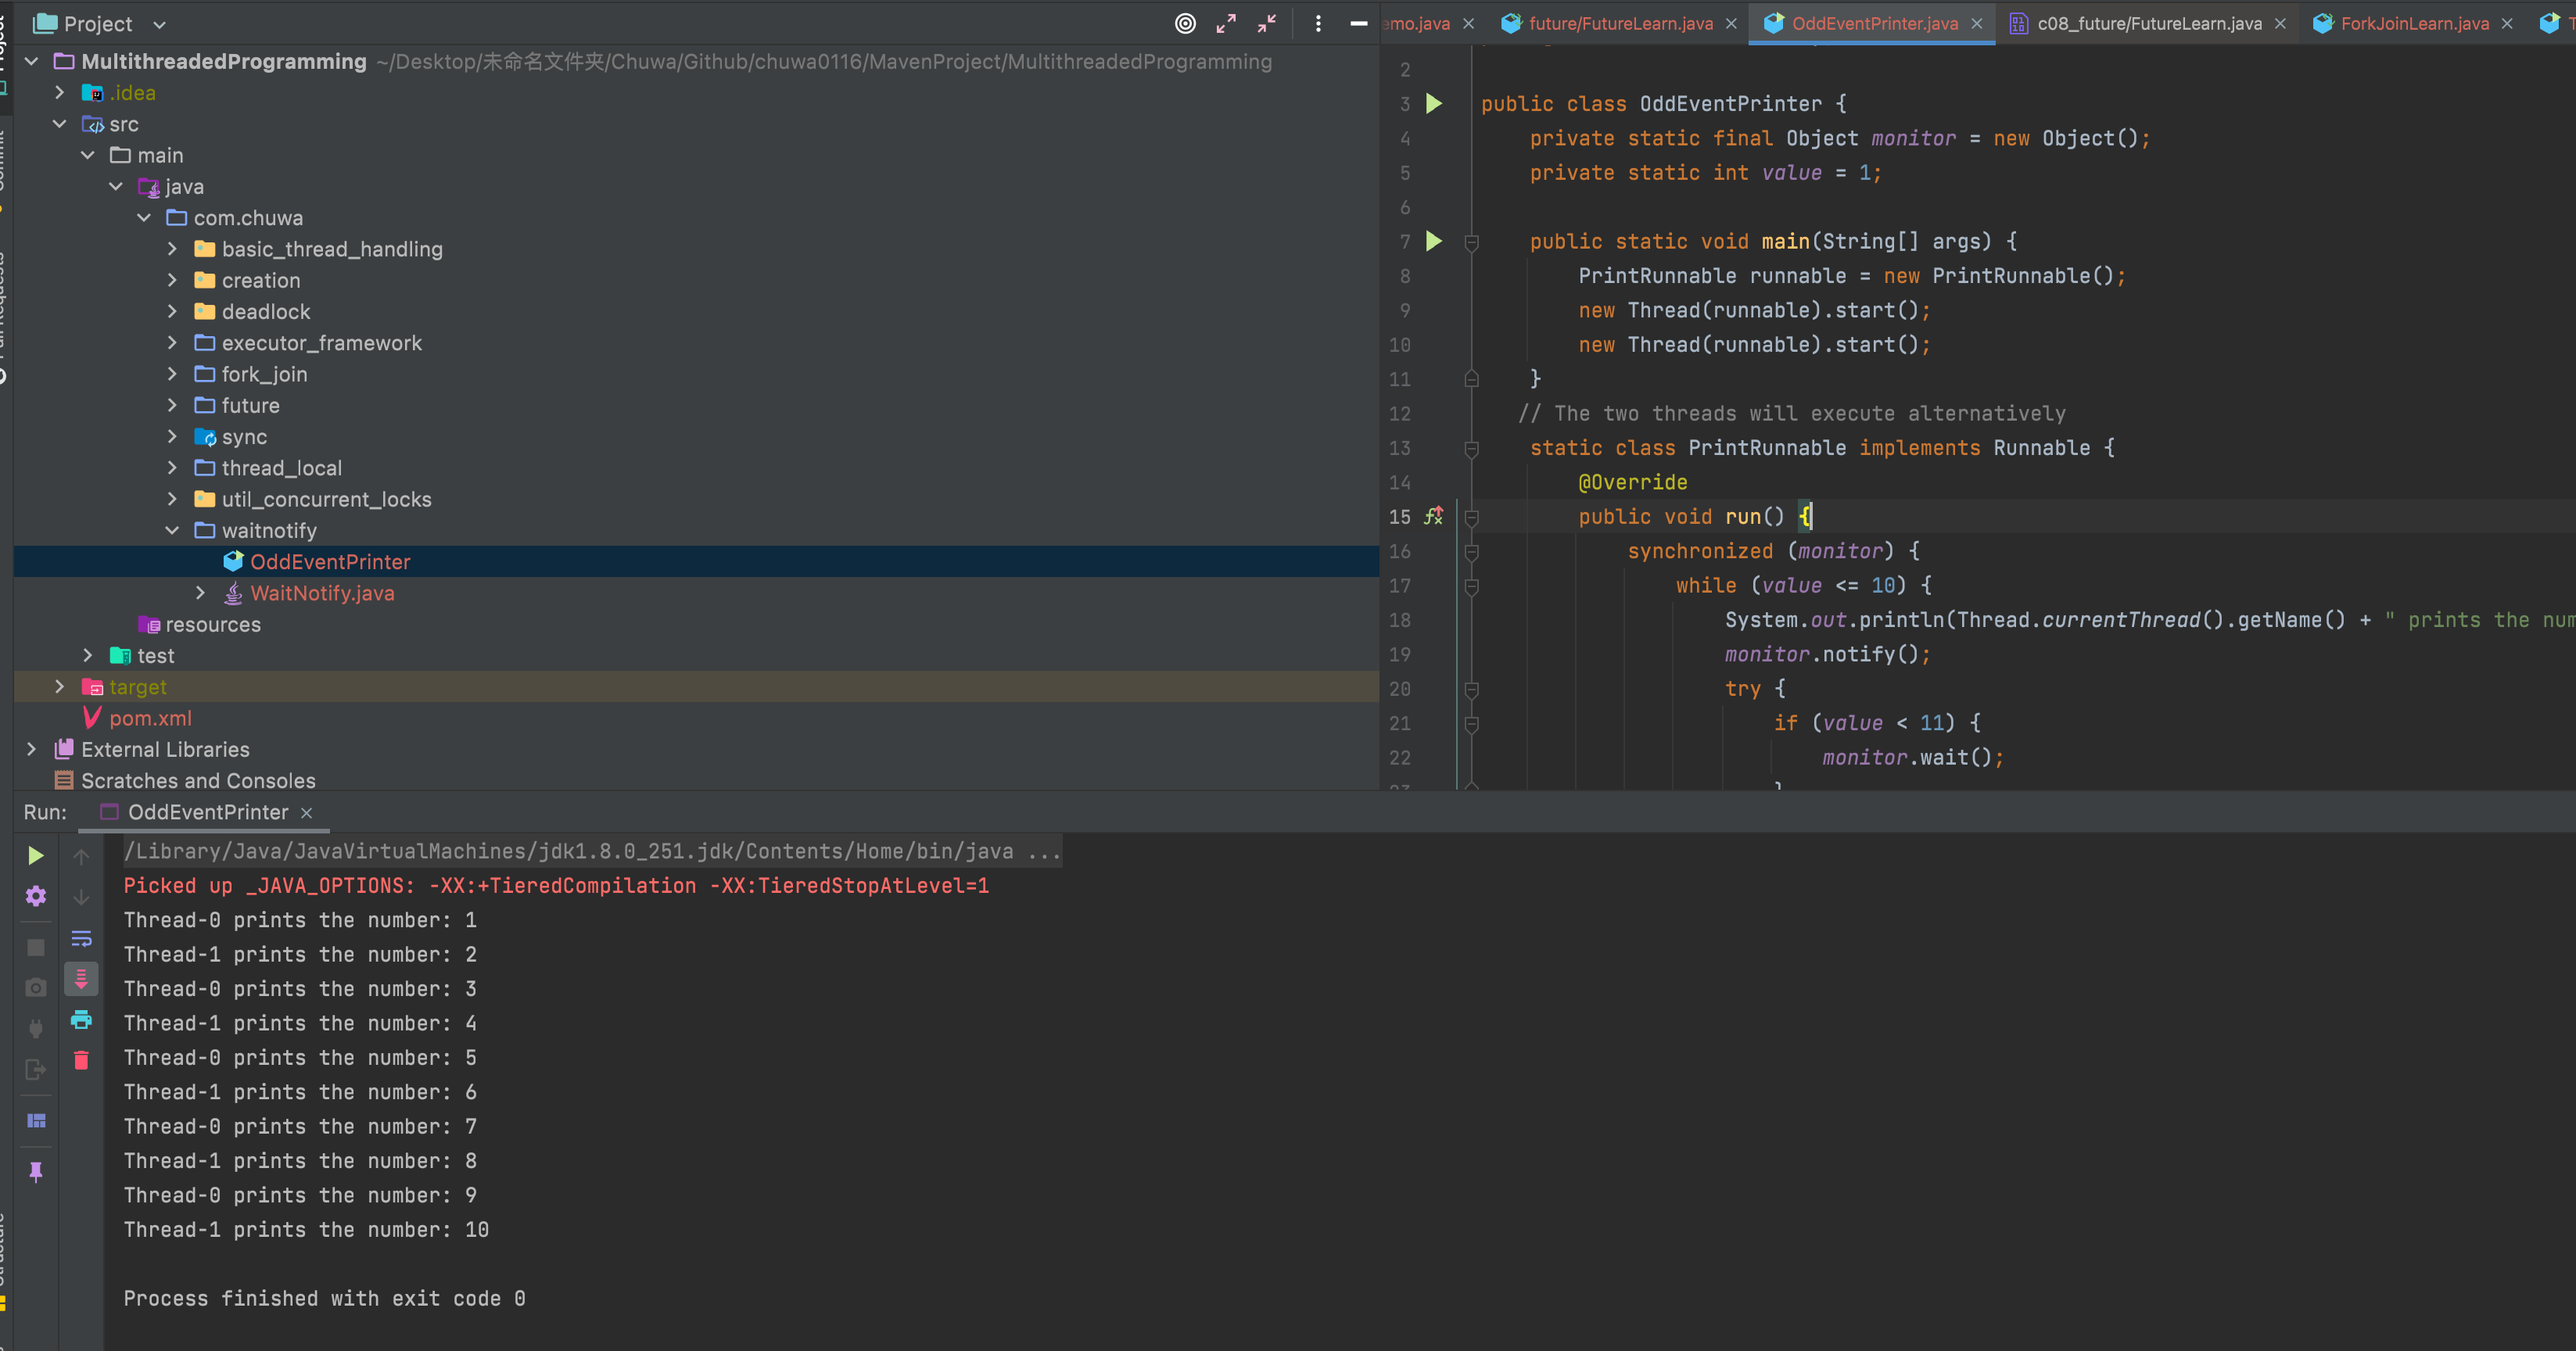 Project
MultithreadedProgramming ~/Desktop/未命名文件夹/Chuwa/Github/chuwa0116/MavenProject/MultithreadedProgramming
.idea
src
main
java
com.chuwa
basic_thread_handling
creation
deadlock
executor_framework
fork_join
future
sync
thread_local
util_concurrent_locks
waitnotify
OddEventPrinter
WaitNotify.java
resources
test
target
pom.xml
External Libraries
Scratches and Consoles
emo.java future/FutureLearn.java OddEventPrinter.java c08_future/FutureLearn.java ForkJoinLearn.java
2
3 public class OddEventPrinter {
4 private static final Object monitor = new Object();
5 private static int value = 1;
6
7 public static void main(String[] args) {
8 PrintRunnable runnable = new PrintRunnable();
9 new Thread(runnable).start();
10 new Thread(runnable).start();
11 }
12 // The two threads will execute alternatively
13 static class PrintRunnable implements Runnable {
14 @Override
15 public void run() {
16 synchronized (monitor) {
17 while (value <= 10) {
18 System.out.println(Thread.currentThread().getName() + " prints the num
19 monitor.notify();
20 try {
21 if (value < 11) {
22 monitor.wait();
}
Run: OddEventPrinter
/Library/Java/JavaVirtualMachines/jdk1.8.0_251.jdk/Contents/Home/bin/java ...
Picked up _JAVA_OPTIONS: -XX:+TieredCompilation -XX:TieredStopAtLevel=1
Thread-0 prints the number: 1
Thread-1 prints the number: 2
Thread-0 prints the number: 3
Thread-1 prints the number: 4
Thread-0 prints the number: 5
Thread-1 prints the number: 6
Thread-0 prints the number: 7
Thread-1 prints the number: 8
Thread-0 prints the number: 9
Thread-1 prints the number: 10
Process finished with exit code 0